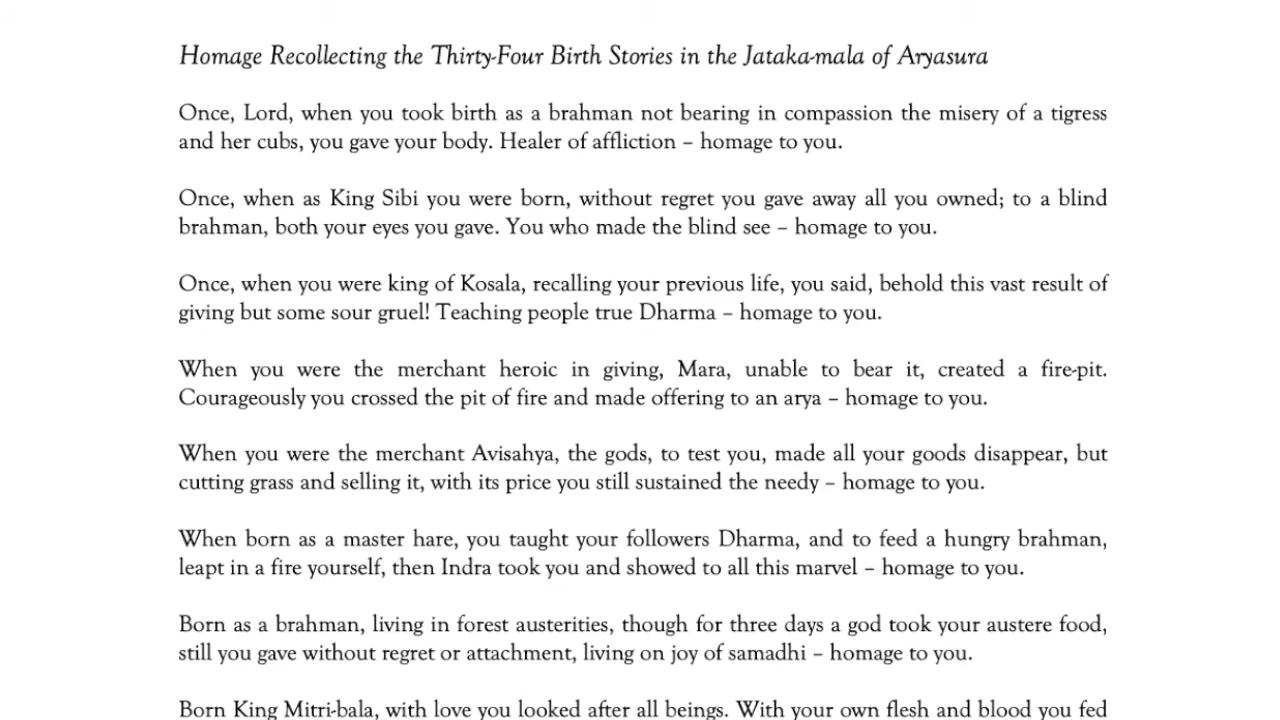 Homage Recollecting the Thirty-Four Birth Stories in the Jataka-mala of Aryasura
Once, Lord, when you took birth as a brahman not bearing in compassion the misery of a tigress
and her cubs, you gave your body. Healer of affliction – homage to you.
Once, when as King Sibi you were born, without regret you gave away all you owned; to a blind
brahman, both your eyes you gave. You who made the blind see – homage to you.
Once, when you were king of Kosala, recalling your previous life, you said, behold this vast result of
giving but some sour gruel! Teaching people true Dharma – homage to you.
When you were the merchant heroic in giving, Mara, unable to bear it, created a fire-pit.
Courageously you crossed the pit of fire and made offering to an arya – homage to you.
When you were the merchant Avisahya, the gods, to test you, made all your goods disappear, but
cutting grass and selling it, with its price you still sustained the needy – homage to you.
When born as a master hare, you taught your followers Dharma, and to feed a hungry brahman,
leapt in a fire yourself, then Indra took you and showed to all this marvel – homage to you.
Born as a brahman, living in forest austerities, though for three days a god took your austere food,
still you gave without regret or attachment, living on joy of samadhi – homage to you.
Born King Mitri-bala, with love you looked after all beings. With your own flesh and blood you fed